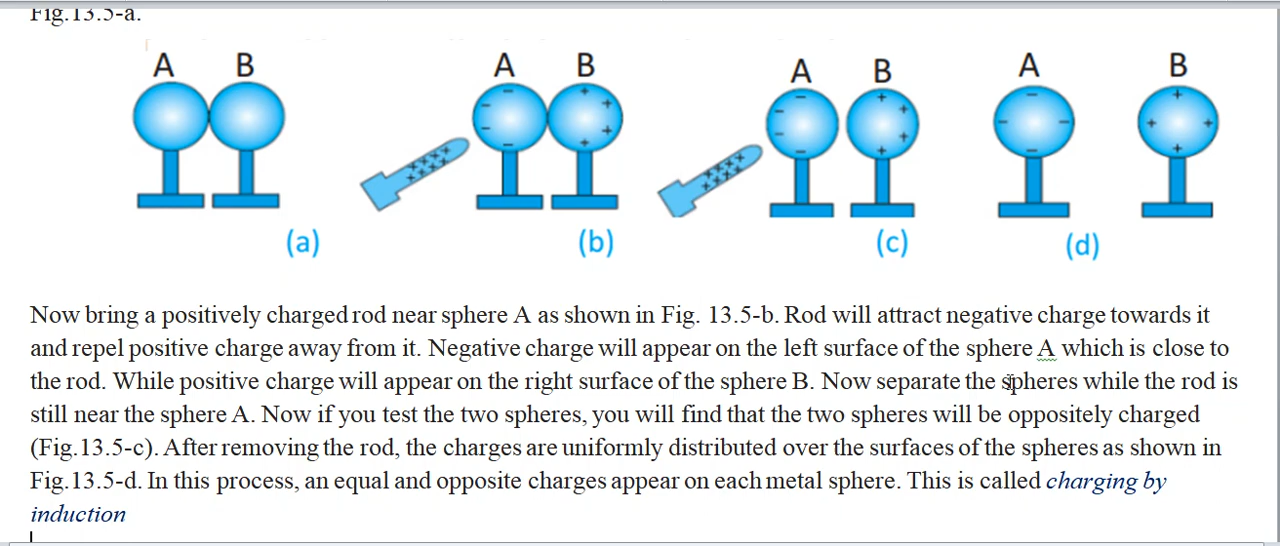 Fig.13.5-a.
A B A B A B A B
(a) (b) (c) (d)
Now bring a positively charged rod near sphere A as shown in Fig. 13.5-b. Rod will attract negative charge towards it
and repel positive charge away from it. Negative charge will appear on the left surface of the sphere A which is close to
the rod. While positive charge will appear on the right surface of the sphere B. Now separate the spheres while the rod is
still near the sphere A. Now if you test the two spheres, you will find that the two spheres will be oppositely charged
(Fig.13.5-c). After removing the rod, the charges are uniformly distributed over the surfaces of the spheres as shown in
Fig.13.5-d. In this process, an equal and opposite charges appear on each metal sphere. This is called charging by
induction